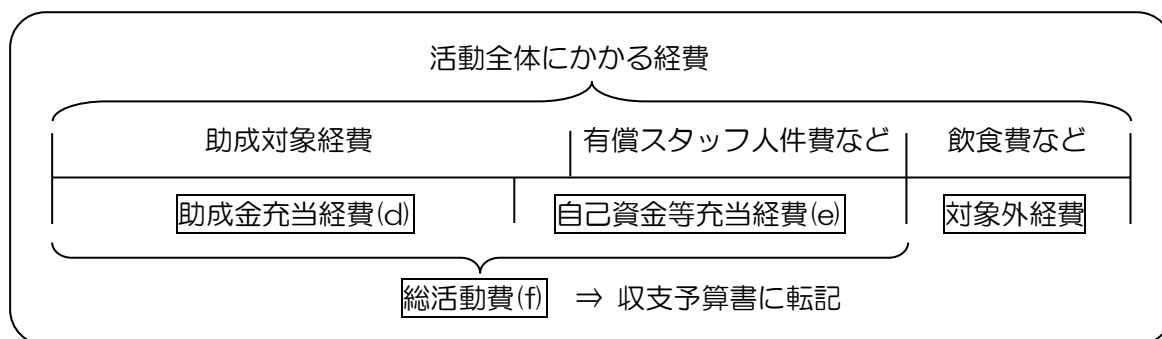 活動全体にかかる経費
助成対象経費 有償スタッフ人件費など 飲食費など
助成金充当経費(d) 自己資金等充当経費(e) 対象外経費
総活動費(f) ⇒ 収支予算書に転記